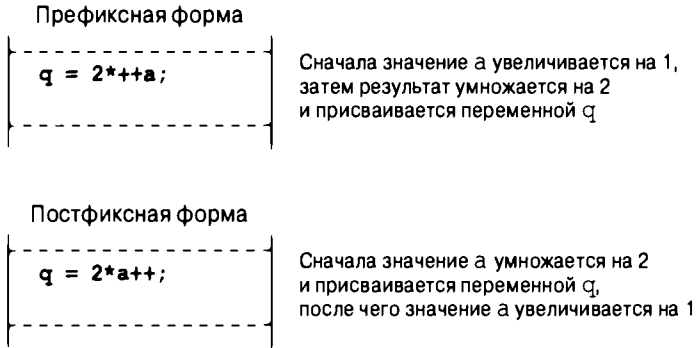 Префиксная форма
q = 2*++a;
Сначала значение a увеличивается на 1,
затем результат умножается на 2
и присваивается переменной q
Постфиксная форма
q = 2*a++;
Сначала значение a умножается на 2
и присваивается переменной q,
после чего значение a увеличивается на 1